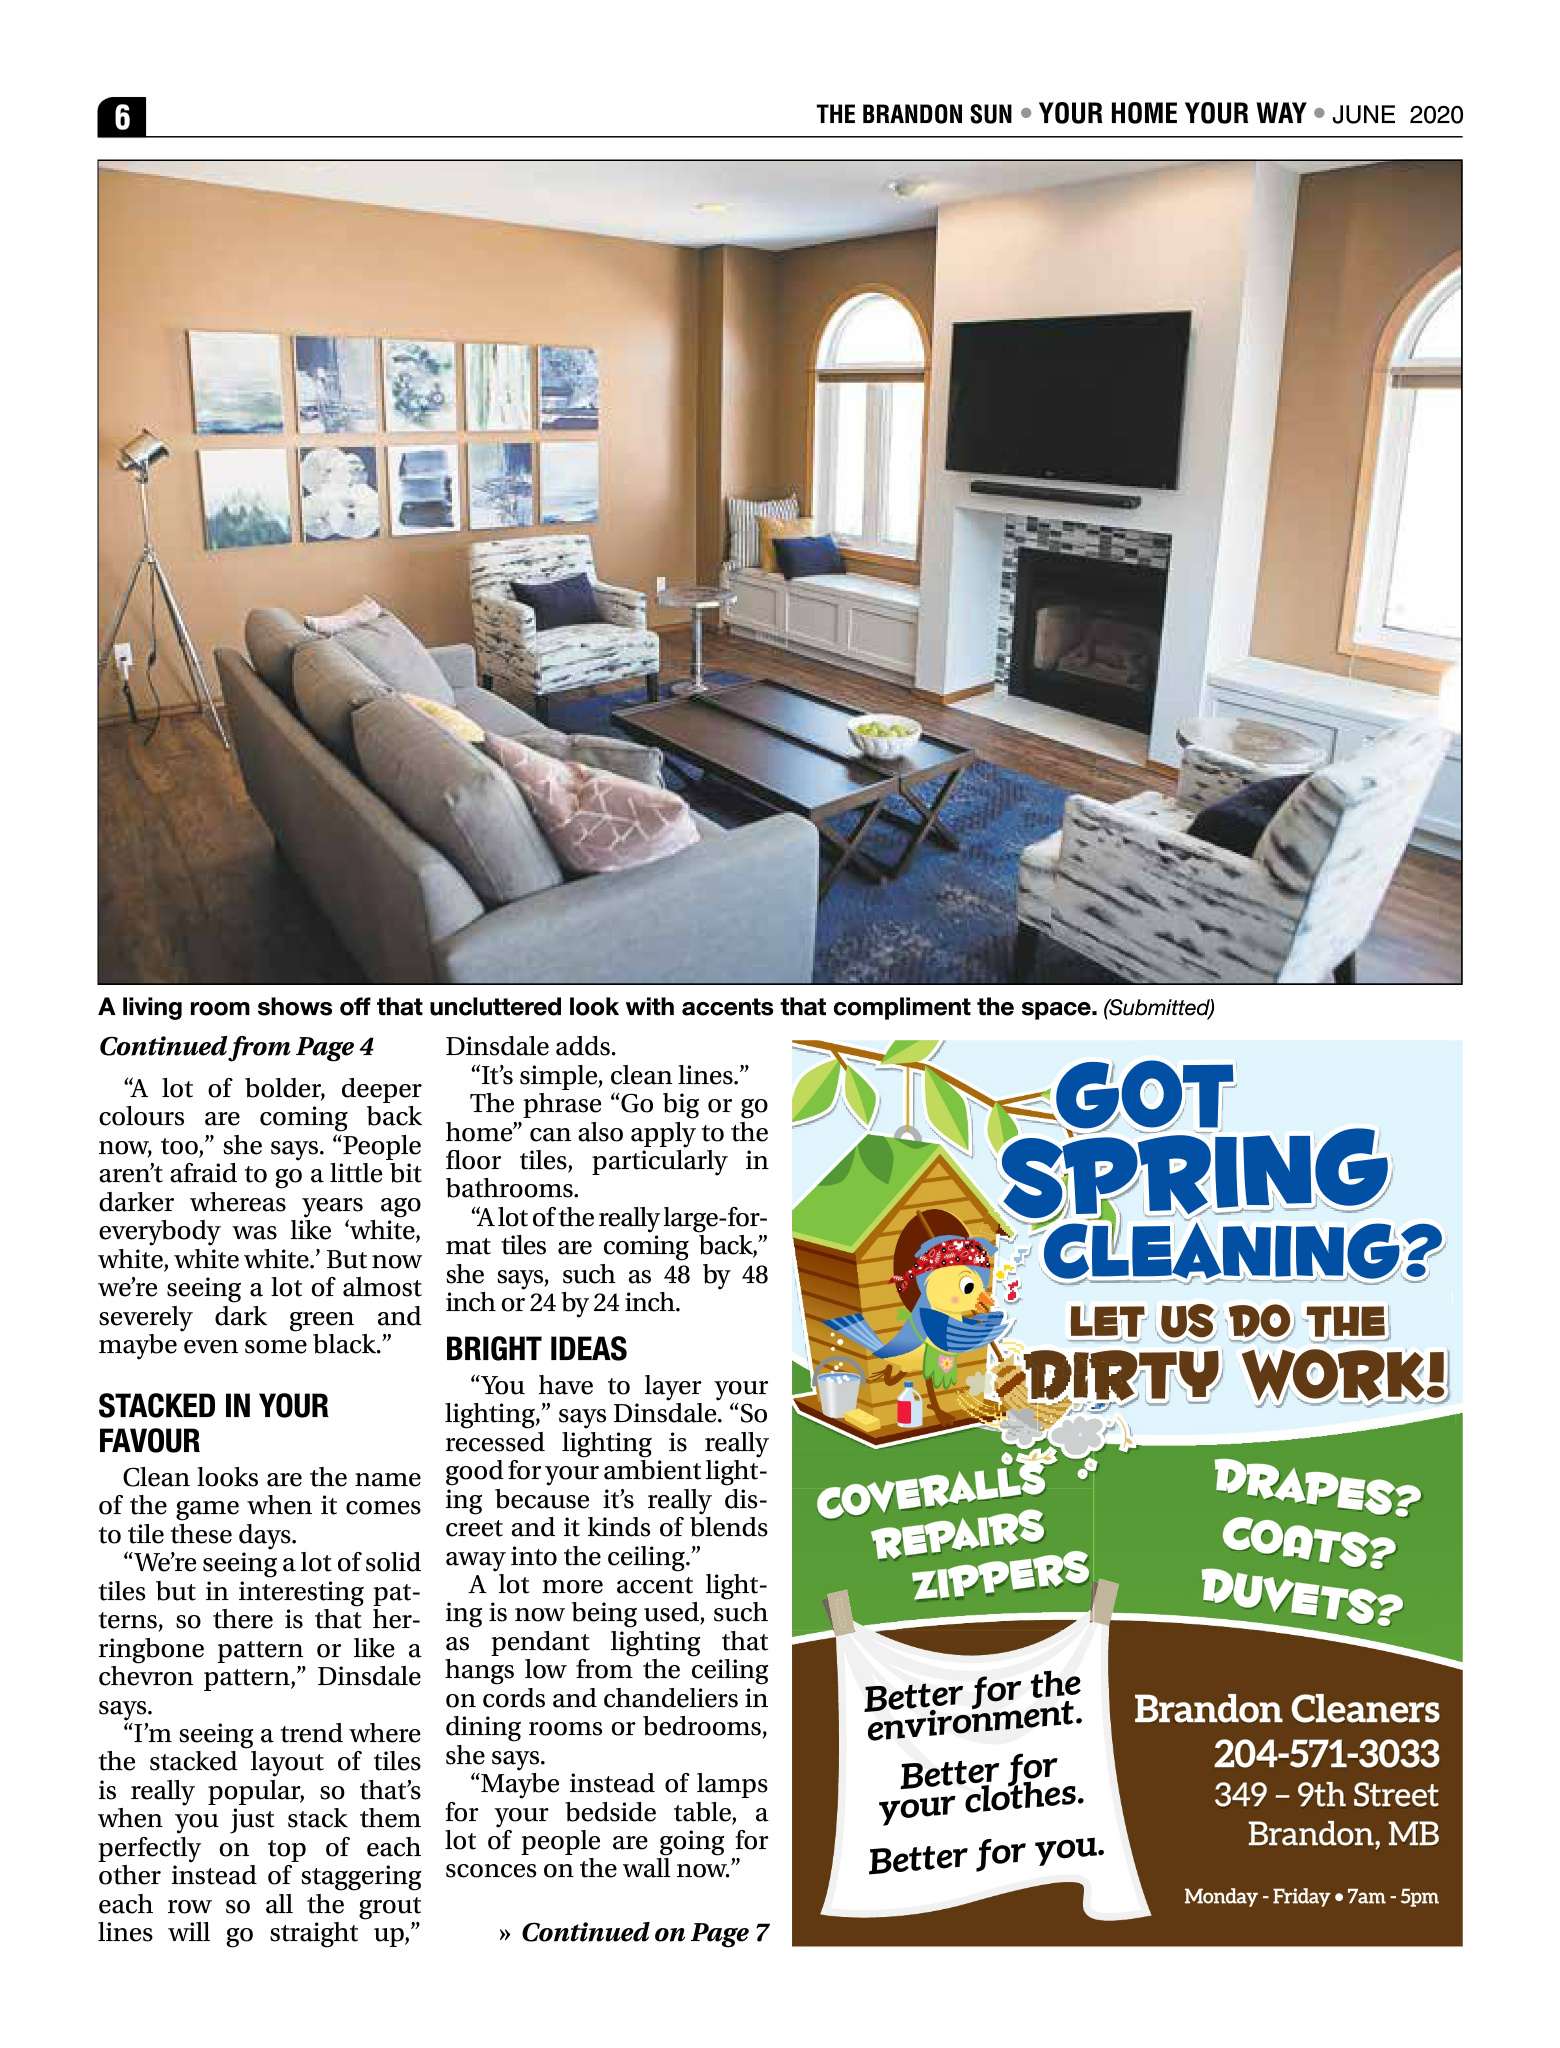 6
THE BRANDON SUN • YOUR HOME YOUR WAY • JUNE 2020
A living room shows off that uncluttered look with accents that compliment the space. (Submitted)
Continued from Page 4
“A lot of bolder, deeper
colours are coming back
now, too,” she says. “People
aren’t afraid to go a little bit
darker whereas years ago
everybody was like ‘white,
white, white white.’ But now
we’re seeing a lot of almost
severely dark green and
maybe even some black.”
STACKED IN YOUR
FAVOUR
Clean looks are the name
of the game when it comes
to tile these days.
“We’re seeing a lot of solid
tiles but in interesting pat-
terns, so there is that her-
ringbone pattern or like a
chevron pattern,” Dinsdale
says.
“I’m seeing a trend where
the stacked layout of tiles
is really popular, so that’s
when you just stack them
perfectly on top of each
other instead of staggering
each row so all the grout
lines will go straight up,”
Dinsdale adds.
“It’s simple, clean lines.”
The phrase “Go big or go
home” can also apply to the
floor tiles, particularly in
bathrooms.
“A lot of the really large-for-
mat tiles are coming back,”
she says, such as 48 by 48
inch or 24 by 24 inch.
BRIGHT IDEAS
“You have to layer your
lighting,” says Dinsdale. “So
recessed lighting is really
good for your ambient light-
ing because it’s really dis-
creet and it kinds of blends
away into the ceiling.”
A lot more accent light-
ing is now being used, such
as pendant lighting that
hangs low from the ceiling
on cords and chandeliers in
dining rooms or bedrooms,
she says.
“Maybe instead of lamps
for your bedside table, a
lot of people are going for
sconces on the wall now.”
» Continued on Page 7
GOT
SPRING
CLEANING?
LET US DO THE
DIRTY WORK!
COVERALLS
REPAIRS
ZIPPERS
DRAPES?
COATS?
DUVETS?
Better for the
environment.
Better for
your clothes.
Better for you.
Brandon Cleaners
204-571-3033
349 – 9th Street
Brandon, MB
Monday - Friday • 7am - 5pm